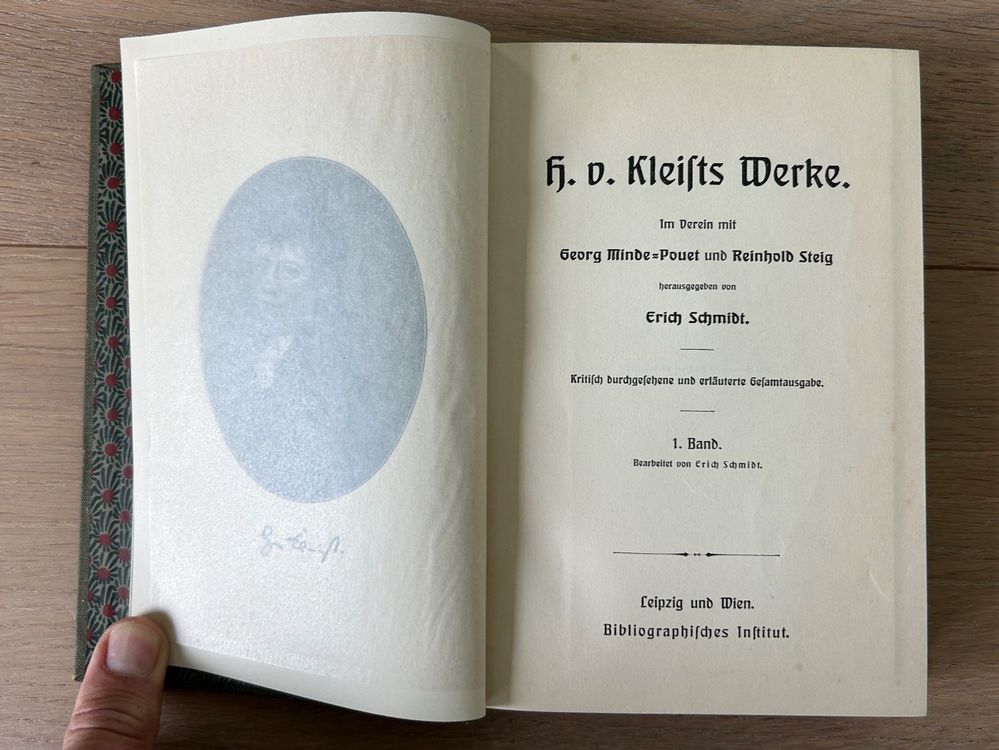 H. v. Kleiſts Werke.
Im Verein mit
Georg Minde=Pouet und Reinhold Steig
herausgegeben von
Erich Schmidt.
Kritiſch durchgeſehene und erläuterte Geſamtausgabe.
1. Band.
Bearbeitet von Erich Schmidt.
Leipzig und Wien.
Bibliographiſches Inſtitut.